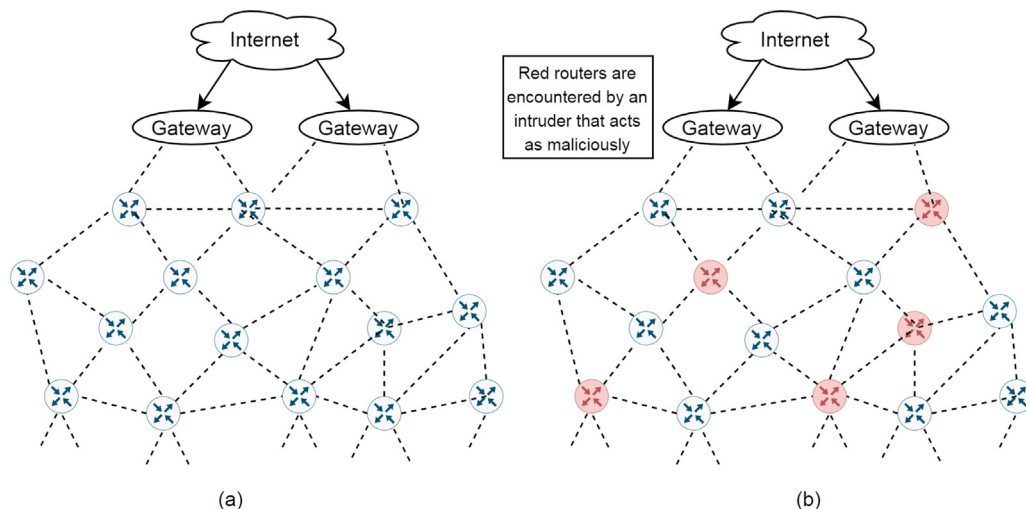 Internet
Gateway
Gateway
(a)
Red routers are
encountered by an
intruder that acts
as maliciously
Internet
Gateway
Gateway
(b)